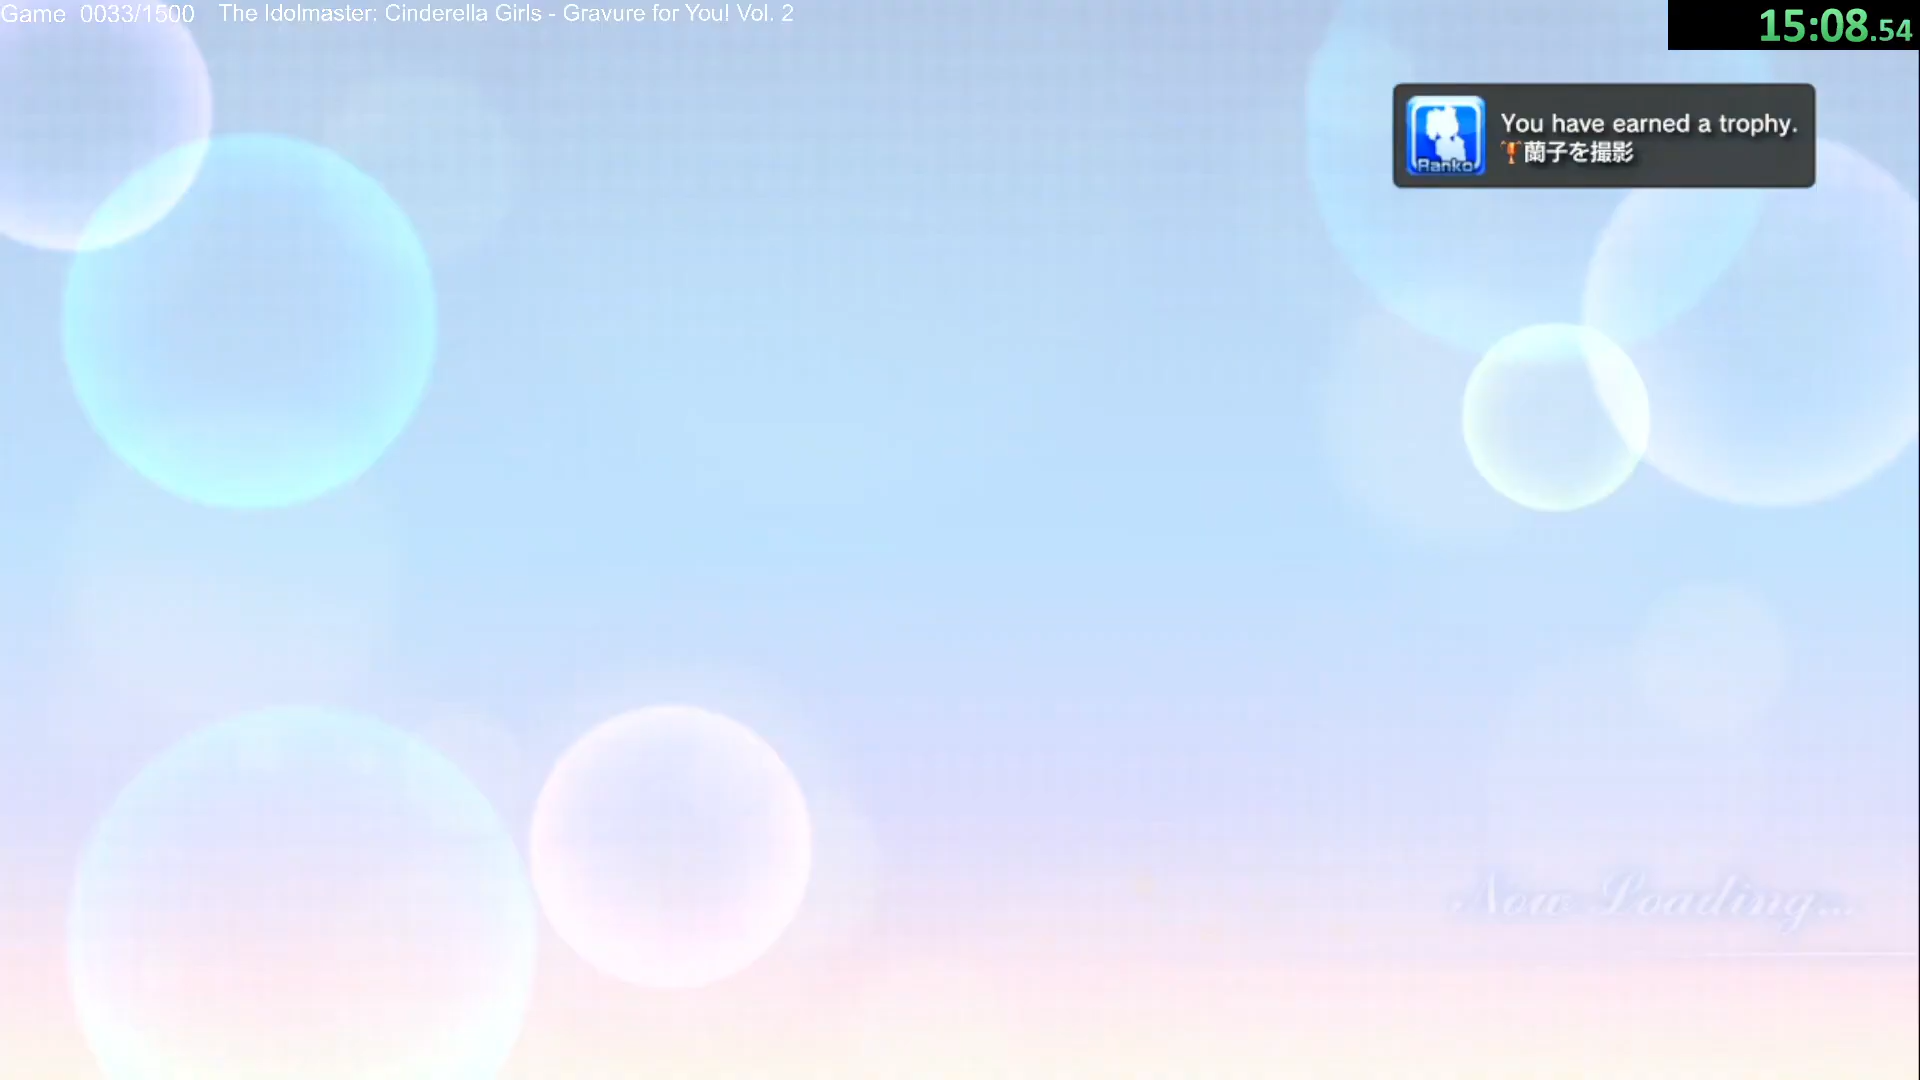 Game 0033/1500 The Idolmaster: Cinderella Girls - Gravure for You! Vol. 2
15:08.54
You have earned a trophy.
蘭子を撮影
Ranko
Now Loading...